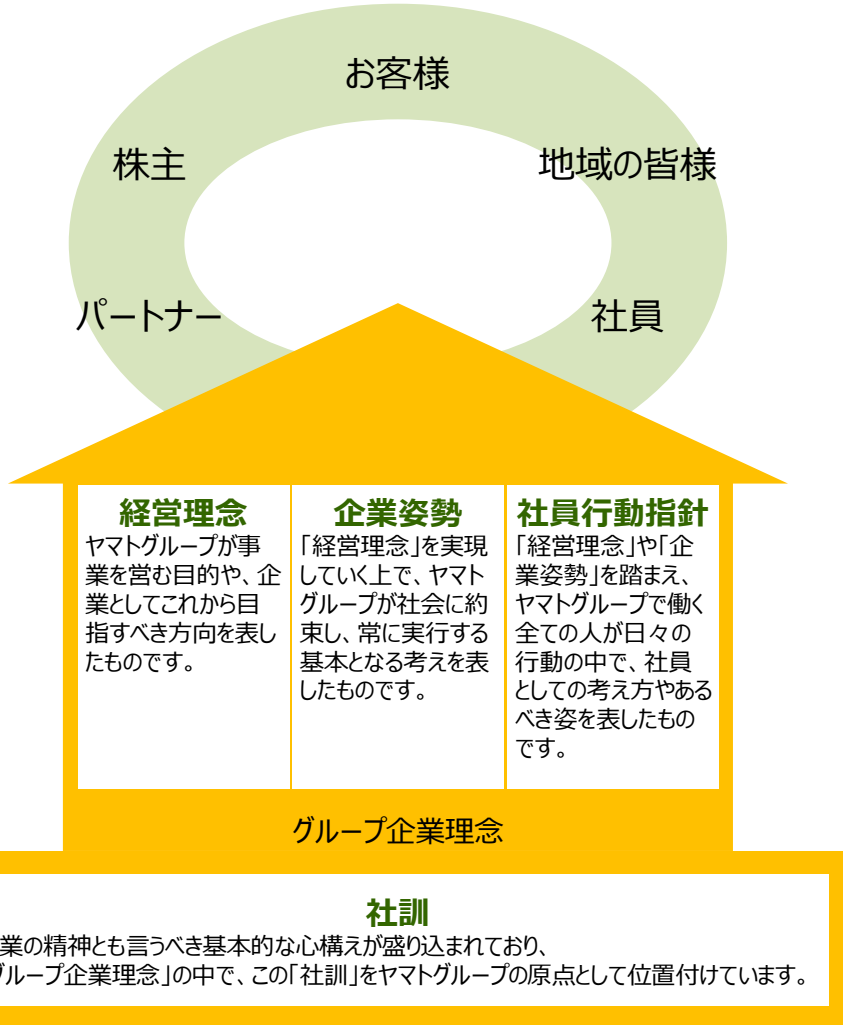 お客様
株主
地域の皆様
パートナー
社員
経営理念
ヤマトグループが事
業を営む目的や、企
業としてこれから目
指すべき方向を表し
たものです。
企業姿勢
「経営理念」を実現
していく上で、ヤマト
グループが社会に約
束し、常に実行する
基本となる考えを表
したものです。
社員行動指針
「経営理念」や「企
業姿勢」を踏まえ、
ヤマトグループで働く
全ての人が日々の
行動の中で、社員
としての考え方やある
べき姿を表したもの
です。
グループ企業理念
社訓
業の精神とも言うべき基本的な心構えが盛り込まれており、
グループ企業理念」の中で、この「社訓」をヤマトグループの原点として位置付けています。